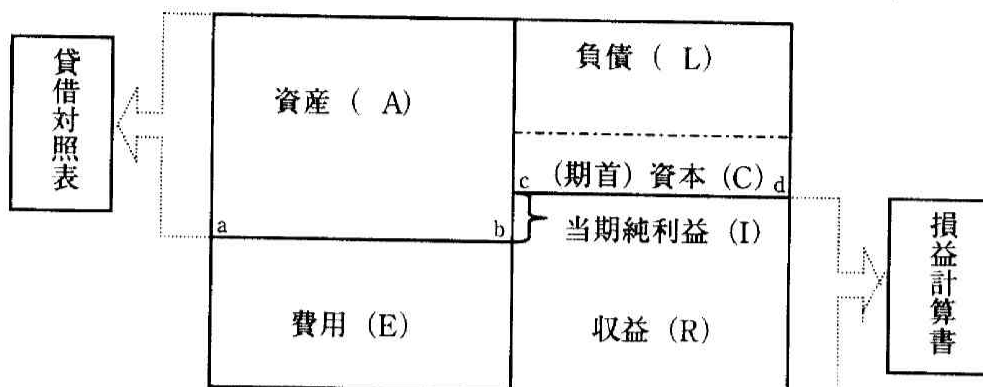 貸借対照表
資産 ( A)
負債 ( L)
(期首) 資本 (C)
c
d
a
b
当期純利益 (I)
費用 (E)
収益 (R)
損益計算書